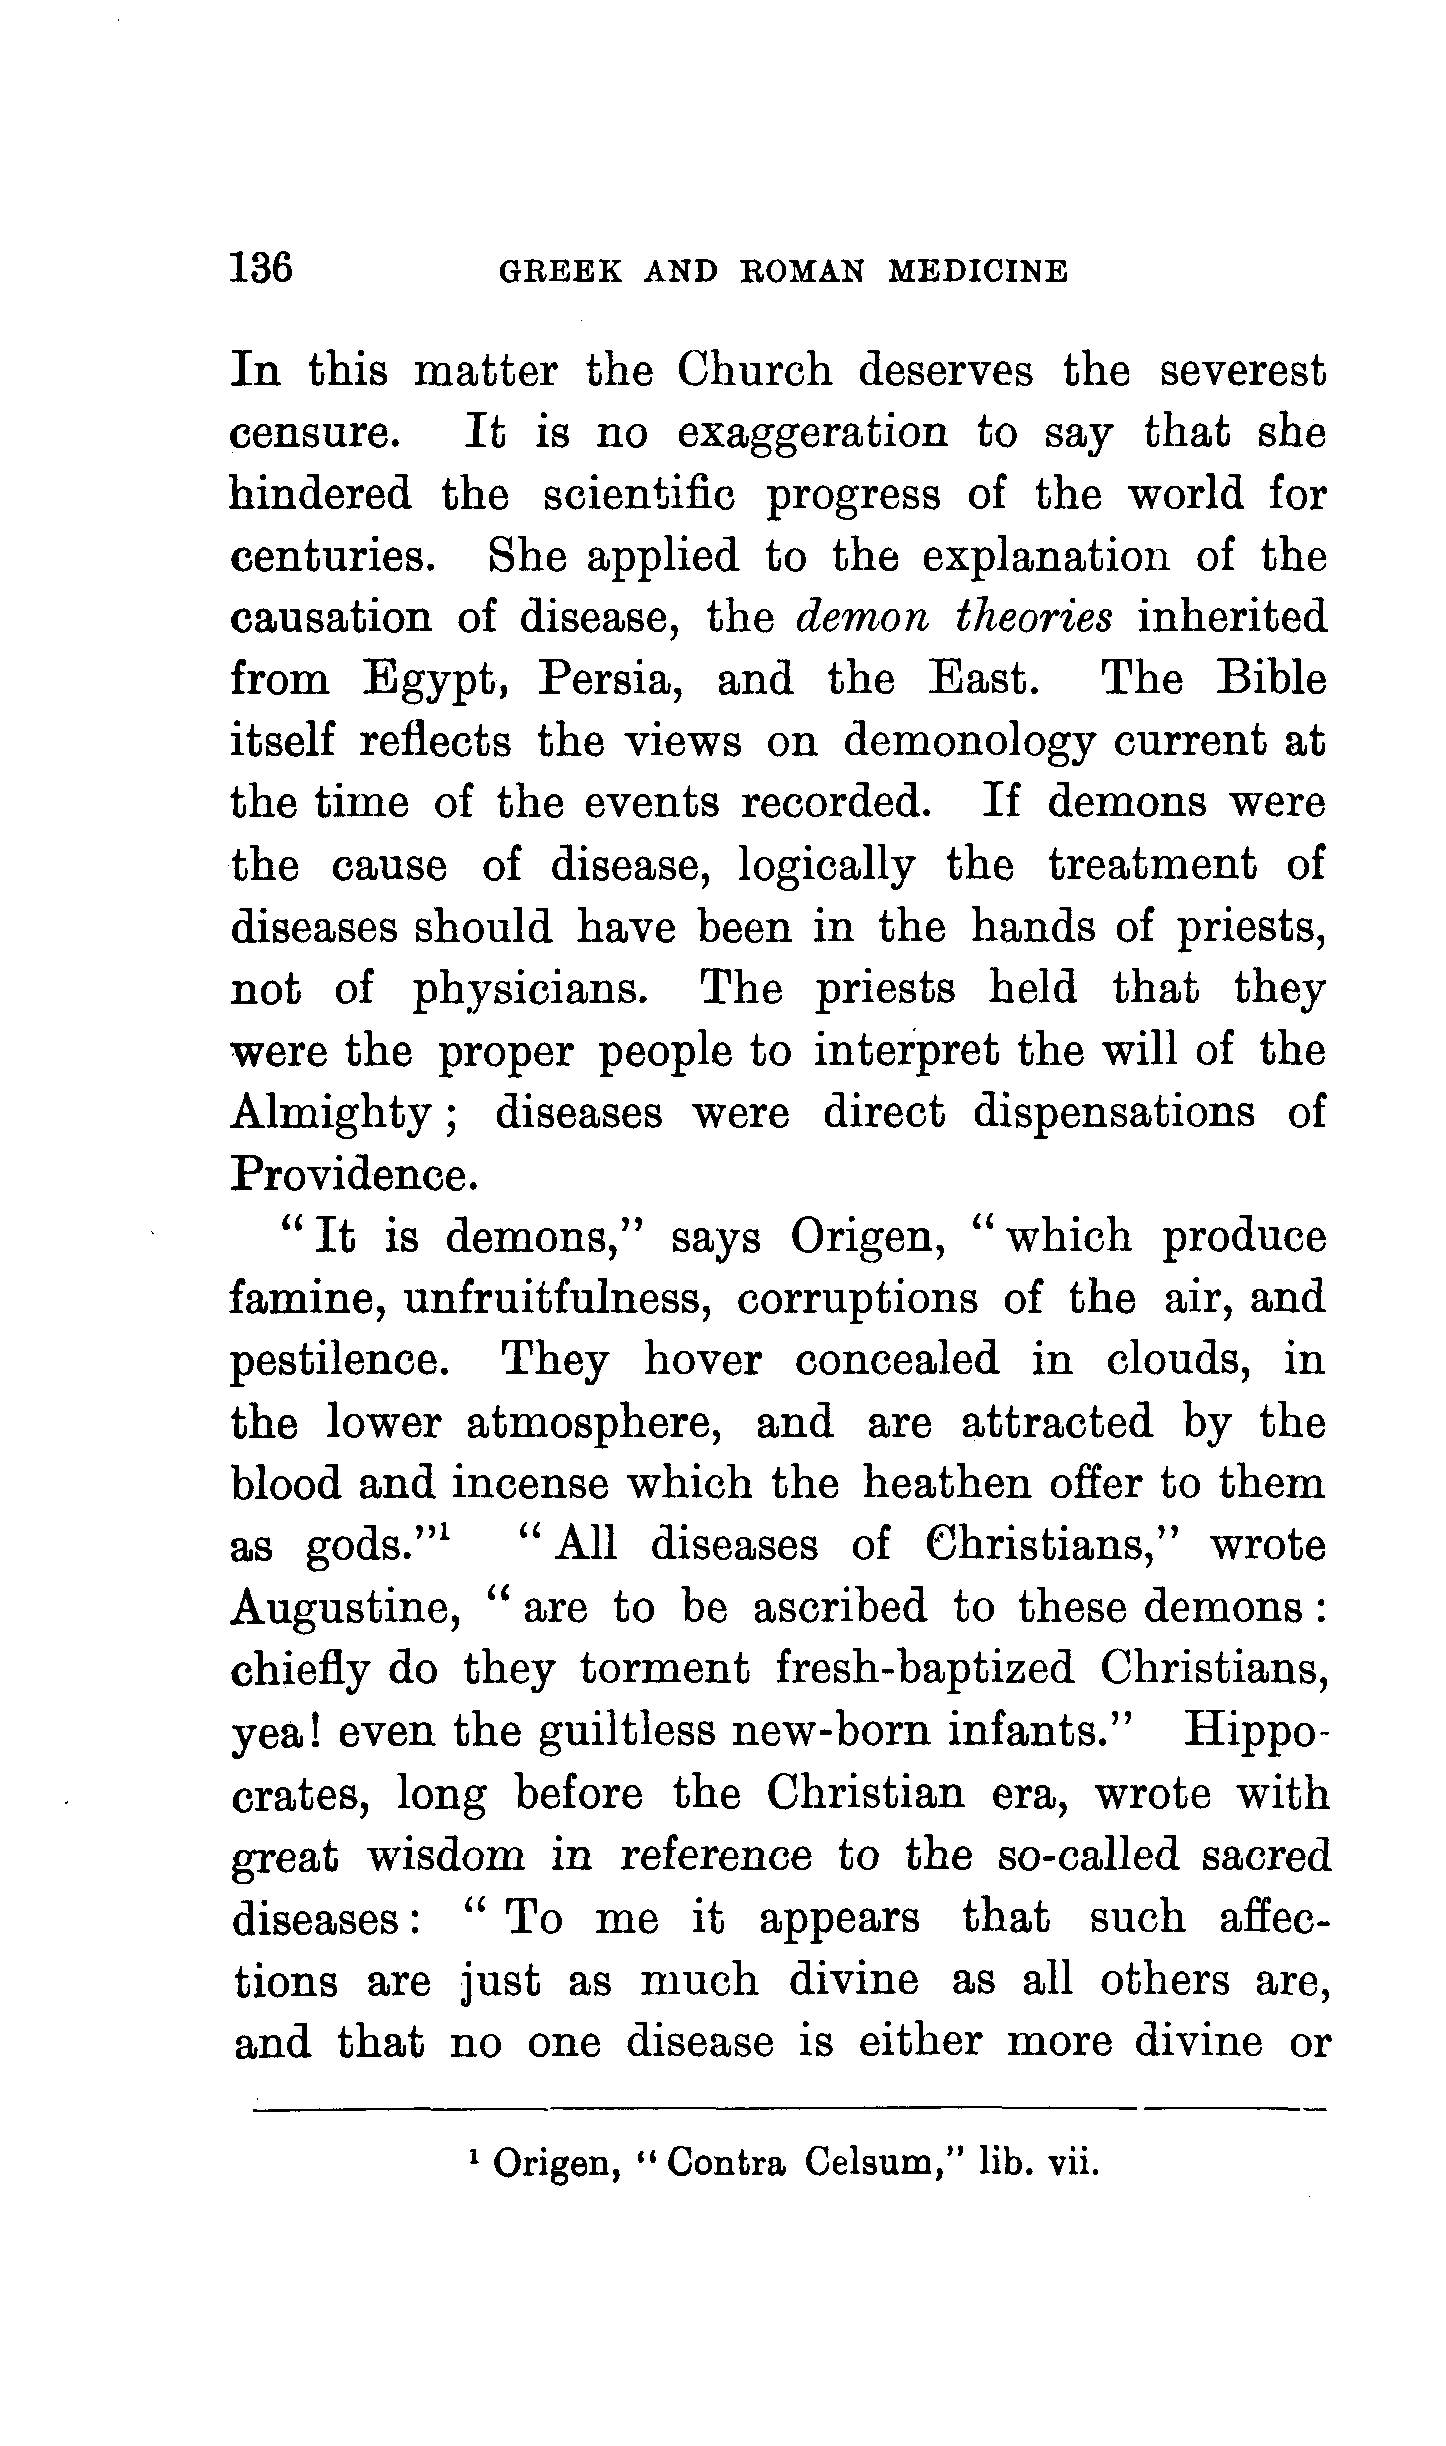 136 GREEK AND ROMAN MEDICINE
In this matter the Church deserves the severest
censure. It is no exaggeration to say that she
hindered the scientific progress of the world for
centuries. She applied to the explanation of the
causation of disease, the demon theories inherited
from Egypt, Persia, and the East. The Bible
itself reflects the views on demonology current at
the time of the events recorded. If demons were
the cause of disease, logically the treatment of
diseases should have been in the hands of priests,
not of physicians. The priests held that they
were the proper people to interpret the will of the
Almighty ; diseases were direct dispensations of
Providence.
“ It is demons,” says Origen, “ which produce
famine, unfruitfulness, corruptions of the air, and
pestilence. They hover concealed in clouds, in
the lower atmosphere, and are attracted by the
blood and incense which the heathen offer to them
as gods.”¹ “ All diseases of Christians,” wrote
Augustine, “ are to be ascribed to these demons :
chiefly do they torment fresh-baptized Christians,
yea! even the guiltless new-born infants.” Hippo-
crates, long before the Christian era, wrote with
great wisdom in reference to the so-called sacred
diseases : “ To me it appears that such affec-
tions are just as much divine as all others are,
and that no one disease is either more divine or
¹ Origen, “ Contra Celsum,” lib. vii.